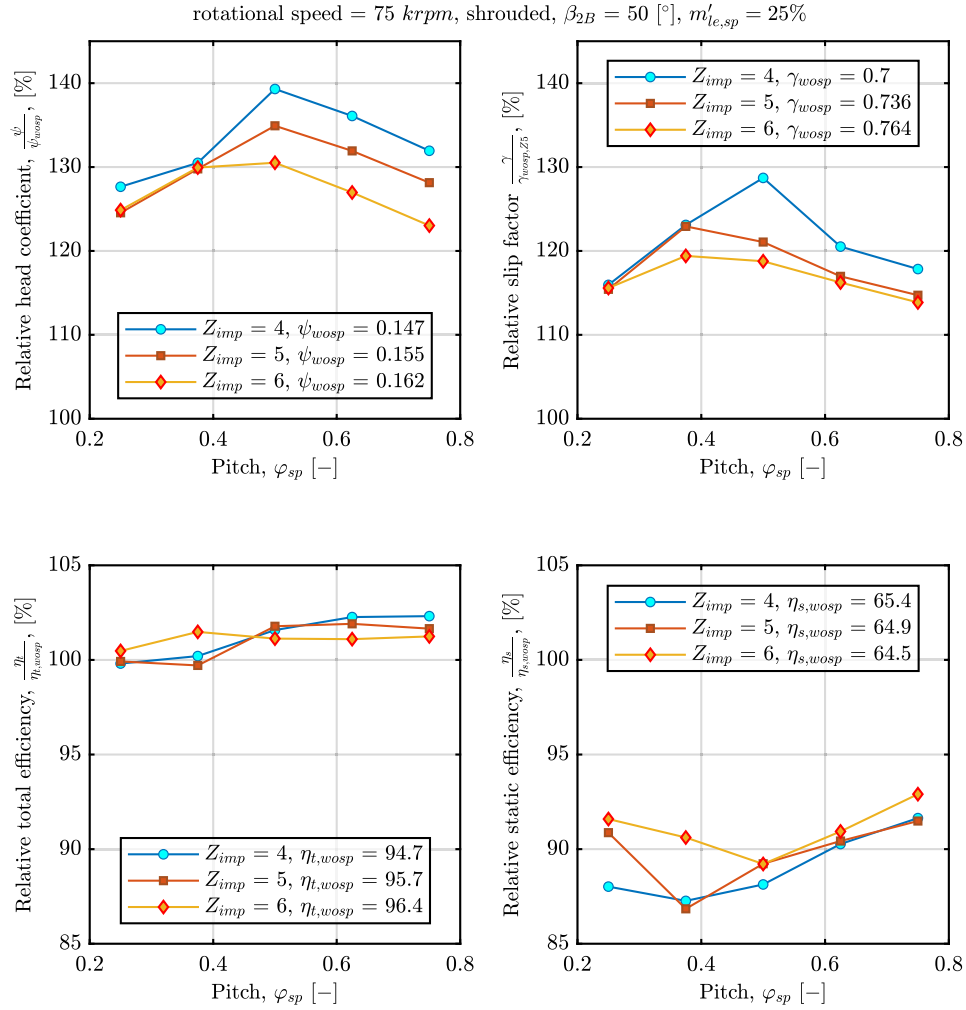 rotational speed = 75 krpm, shrouded, β2B = 50 [°], m′le,sp = 25%
Relative head coefficient, ψ/ψwosp, [%]
140
130
120
110
100
Zimp = 4, ψwosp = 0.147
Zimp = 5, ψwosp = 0.155
Zimp = 6, ψwosp = 0.162
0.2 0.4 0.6 0.8
Pitch, φsp [−]
Relative slip factor γ/γwosp,Z5, [%]
140
130
120
110
100
Zimp = 4, γwosp = 0.7
Zimp = 5, γwosp = 0.736
Zimp = 6, γwosp = 0.764
0.2 0.4 0.6 0.8
Pitch, φsp [−]
Relative total efficiency, ηt/ηt,wosp, [%]
105
100
95
90
85
Zimp = 4, ηt,wosp = 94.7
Zimp = 5, ηt,wosp = 95.7
Zimp = 6, ηt,wosp = 96.4
0.2 0.4 0.6 0.8
Pitch, φsp [−]
Relative static efficiency, ηs/ηs,wosp, [%]
105
100
95
90
85
Zimp = 4, ηs,wosp = 65.4
Zimp = 5, ηs,wosp = 64.9
Zimp = 6, ηs,wosp = 64.5
0.2 0.4 0.6 0.8
Pitch, φsp [−]